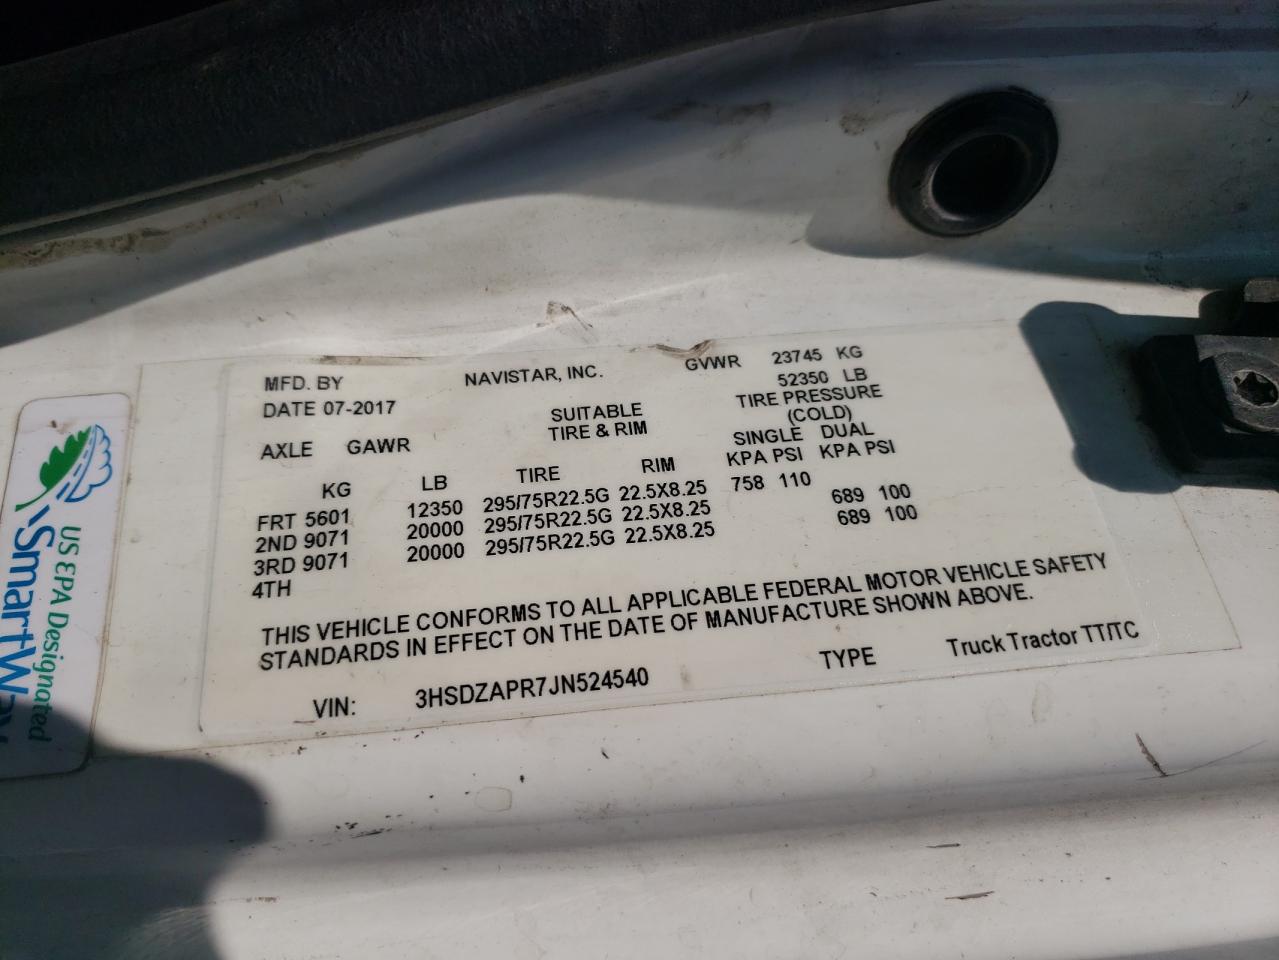 MFD. BY NAVISTAR, INC. GVWR 23745 KG
DATE 07-2017 52350 LB
SUITABLE TIRE PRESSURE
AXLE GAWR TIRE & RIM (COLD)
SINGLE DUAL
KG LB TIRE RIM KPA PSI KPA PSI
FRT 5601 12350 295/75R22.5G 22.5X8.25 758 110
2ND 9071 20000 295/75R22.5G 22.5X8.25 689 100
3RD 9071 20000 295/75R22.5G 22.5X8.25 689 100
4TH
THIS VEHICLE CONFORMS TO ALL APPLICABLE FEDERAL MOTOR VEHICLE SAFETY
STANDARDS IN EFFECT ON THE DATE OF MANUFACTURE SHOWN ABOVE.
VIN: 3HSDZAPR7JN524540 TYPE Truck Tractor TT/TC
US EPA Designated
SmartWay